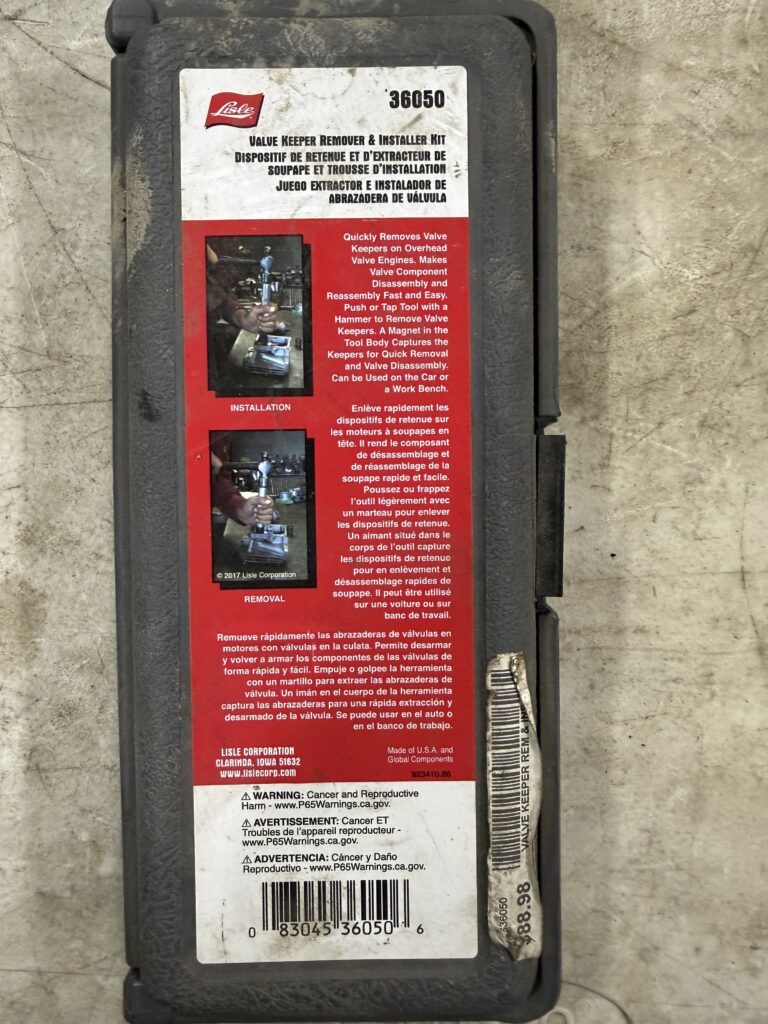 Lisle
36050
VALVE KEEPER REMOVER & INSTALLER KIT
DISPOSITIF DE RETENUE ET D'EXTRACTEUR DE
SOUPAPE ET TROUSSE D'INSTALLATION
JUEGO EXTRACTOR E INSTALADOR DE
ABRAZADERA DE VÁLVULA
Quickly Removes Valve
Keepers on Overhead
Valve Engines. Makes
Valve Component
Disassembly and
Reassembly Fast and Easy.
Push or Tap Tool with a
Hammer to Remove Valve
Keepers. A Magnet in the
Tool Body Captures the
Keepers for Quick Removal
and Valve Disassembly.
Can be Used on the Car or
a Work Bench.
INSTALLATION
Enlève rapidement les
dispositifs de retenue sur
les moteurs à soupapes en
tête. Il rend le composant
de désassemblage et
de réassemblage de la
soupape rapide et facile.
Poussez ou frappez
l'outil légèrement avec
un marteau pour enlever
les dispositifs de retenue.
Un aimant situé dans le
corps de l'outil capture
les dispositifs de retenue
pour en enlèvement et
désassemblage rapides de
soupape. Il peut être utilisé
sur une voiture ou sur
banc de travail.
© 2017 Lisle Corporation
REMOVAL
Remueve rápidamente las abrazaderas de válvulas en
motores con válvulas en la culata. Permite desarmar
y volver a armar los componentes de las válvulas de
forma rápida y fácil. Empuje o golpee la herramienta
con un martillo para extraer las abrazaderas de
válvula. Un imán en el cuerpo de la herramienta
captura las abrazaderas para una rápida extracción y
desarmado de la válvula. Se puede usar en el auto o
en el banco de trabajo.
LISLE CORPORATION
CLARINDA, IOWA 51632
www.lislecorp.com
Made of U.S.A. and
Global Components
⚠ WARNING: Cancer and Reproductive
Harm - www.P65Warnings.ca.gov.
⚠ AVERTISSEMENT: Cancer ET
Troubles de l'appareil reproducteur -
www.P65Warnings.ca.gov.
⚠ ADVERTENCIA: Cáncer y Daño
Reproductivo - www.P65Warnings.ca.gov.
0 83045 36050 6
VALVE KEEPER REM &
36050
88.98